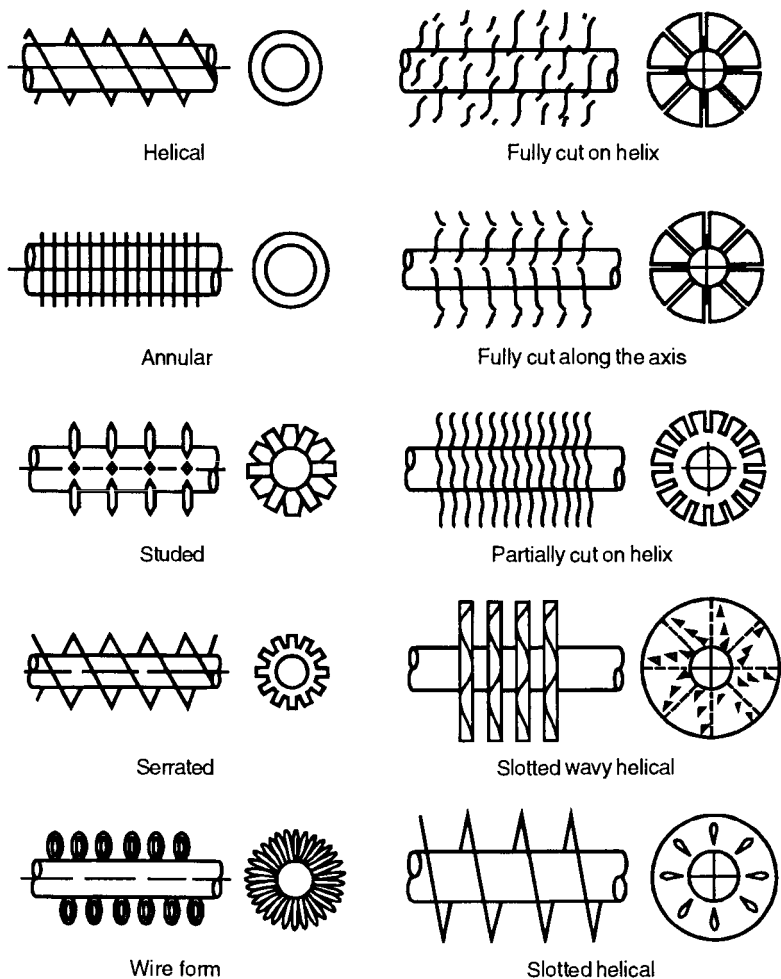 Helical
Fully cut on helix
Annular
Fully cut along the axis
Studed
Partially cut on helix
Serrated
Slotted wavy helical
Wire form
Slotted helical